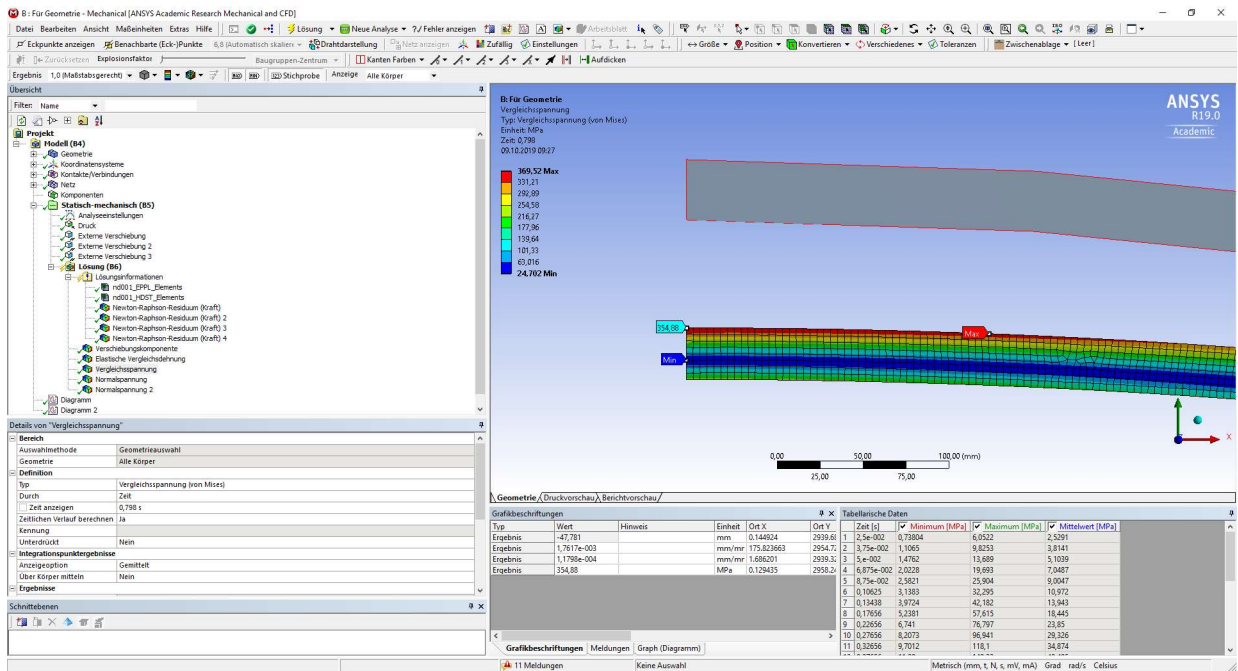 B : Für Geometrie - Mechanical [ANSYS Academic Research Mechanical and CFD]
Datei Bearbeiten Ansicht Maßeinheiten Extras Hilfe Lösung Neue Analyse ?/ Fehler anzeigen Arbeitsblatt
Eckpunkte anzeigen Benachbarte (Eck-)Punkte 6,8 (Automatisch skalieren Drahtdarstellung Netz anzeigen Zufällig Einstellungen Größe Position Konvertieren Verschiedenes Toleranzen Zwischenablage [Leer]
Zurücksetzen Explosionsfaktor Baugruppen-Zentrum Kanten Farben Aufdicken
Ergebnis 1,0 (Maßstabsgerecht) Stichprobe Anzeige Alle Körper
Übersicht
Filter: Name
Projekt
Modell (B4)
Geometrie
Koordinatensysteme
Kontakte/Verbindungen
Netz
Komponenten
Statisch-mechanisch (B5)
Analyseeinstellungen
Druck
Externe Verschiebung
Externe Verschiebung 2
Externe Verschiebung 3
Lösung (B6)
Lösungsinformationen
nd001_EPPL_Elements
nd001_HDST_Elements
Newton-Raphson-Residuum (Kraft)
Newton-Raphson-Residuum (Kraft) 2
Newton-Raphson-Residuum (Kraft) 3
Newton-Raphson-Residuum (Kraft) 4
Verschiebungskomponente
Elastische Vergleichsdehnung
Vergleichsspannung
Normalspannung
Normalspannung 2
Diagramm
Diagramm 2
Details von "Vergleichsspannung"
Bereich
Auswahlmethode Geometrieauswahl
Geometrie Alle Körper
Definition
Typ Vergleichsspannung (von Mises)
Durch Zeit
Zeit anzeigen 0,798 s
Zeitlichen Verlauf berechnen Ja
Kennung
Unterdrückt Nein
Integrationspunktergebnisse
Anzeigeoption Gemittelt
Über Körper mitteln Nein
Ergebnisse
Schnittebenen
B: Für Geometrie
Vergleichsspannung
Typ: Vergleichsspannung (von Mises)
Einheit: MPa
Zeit: 0,798
09.10.2019 09:27
369,52 Max
331,21
292,89
254,58
216,27
177,96
139,64
101,33
63,016
24,702 Min
ANSYS
R19.0
Academic
354,88
Max
Min
X
0,00 50,00 100,00 (mm)
25,00 75,00
Geometrie Druckvorschau Berichtvorschau
Grafikbeschriftungen
Typ Wert Hinweis Einheit Ort X Ort Y
Ergebnis -47,781 mm 0.144924 2939.68
Ergebnis 1,7617e-003 mm/mr 175.823663 2954.72
Ergebnis 1,1798e-004 mm/mr 1.686201 2939.32
Ergebnis 354,88 MPa 0.129435 2958.24
Grafikbeschriftungen Meldungen Graph (Diagramm)
Tabellarische Daten
Zeit [s] Minimum [MPa] Maximum [MPa] Mittelwert [MPa]
1 2,5e-002 0,73804 6,0522 2,5291
2 3,75e-002 1,1065 9,8253 3,8141
3 5,e-002 1,4762 13,689 5,1039
4 6,875e-002 2,0228 19,693 7,0487
5 8,75e-002 2,5821 25,904 9,0047
6 0,10625 3,1383 32,295 10,972
7 0,13438 3,9724 42,182 13,943
8 0,17656 5,2381 57,615 18,445
9 0,22656 6,741 76,797 23,85
10 0,27656 8,2073 96,941 29,326
11 0,32656 9,7012 118,1 34,874
11 Meldungen Keine Auswahl Metrisch (mm, t, N, s, mV, mA) Grad rad/s Celsius